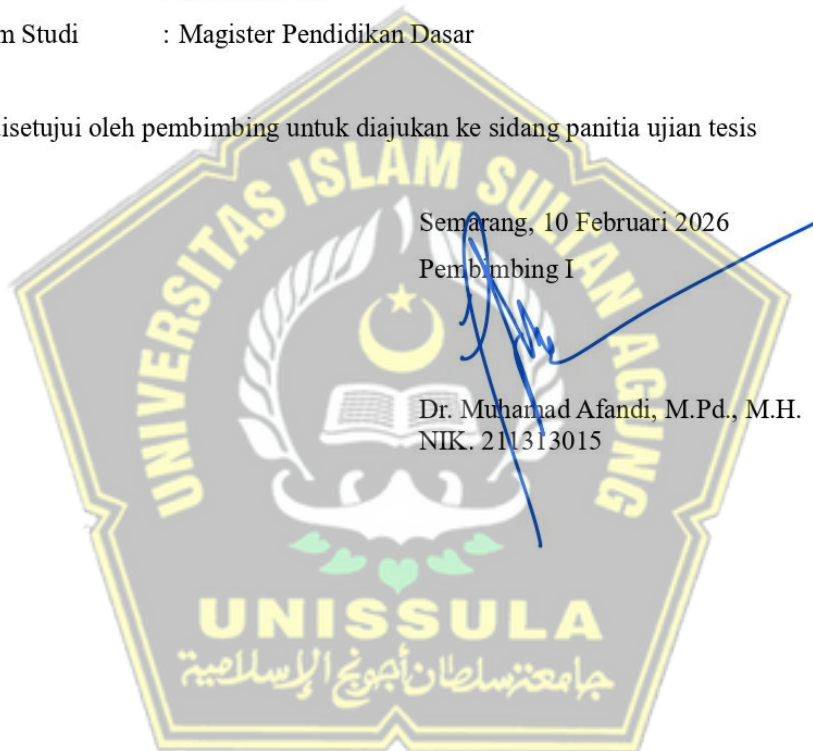 m Studi : Magister Pendidikan Dasar
isetujui oleh pembimbing untuk diajukan ke sidang panitia ujian tesis
UNIVERSITAS ISLAM SULTAN AGUNG
Semarang, 10 Februari 2026
Pembimbing I
Dr. Muhamad Afandi, M.Pd., M.H.
NIK. 211313015
UNISSULA
جامعة سلطان أجونج الإسلامية